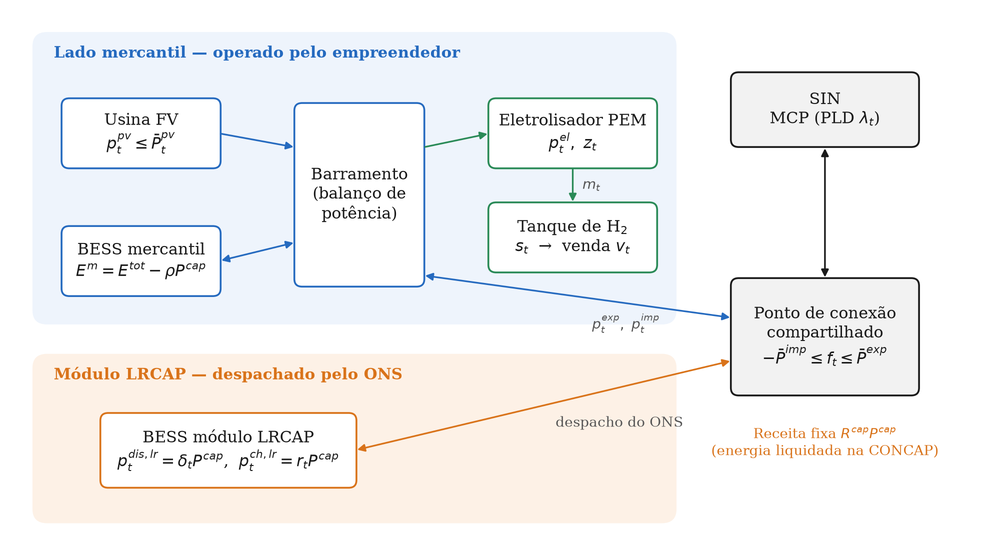 Lado mercantil — operado pelo empreendedor
Usina FV
p_t^{pv} ≤ P̄_t^{pv}
BESS mercantil
E^m = E^{tot} − ρP^{cap}
Barramento
(balanço de
potência)
Eletrolisador PEM
p_t^{el}, z_t
m_t
Tanque de H₂
s_t → venda v_t
p_t^{exp}, p_t^{imp}
SIN
MCP (PLD λ_t)
Ponto de conexão
compartilhado
−P̄^{imp} ≤ f_t ≤ P̄^{exp}
Módulo LRCAP — despachado pelo ONS
BESS módulo LRCAP
p_t^{dis, lr} = δ_t P^{cap}, p_t^{ch, lr} = r_t P^{cap}
despacho do ONS
Receita fixa R^{cap}P^{cap}
(energia liquidada na CONCAP)